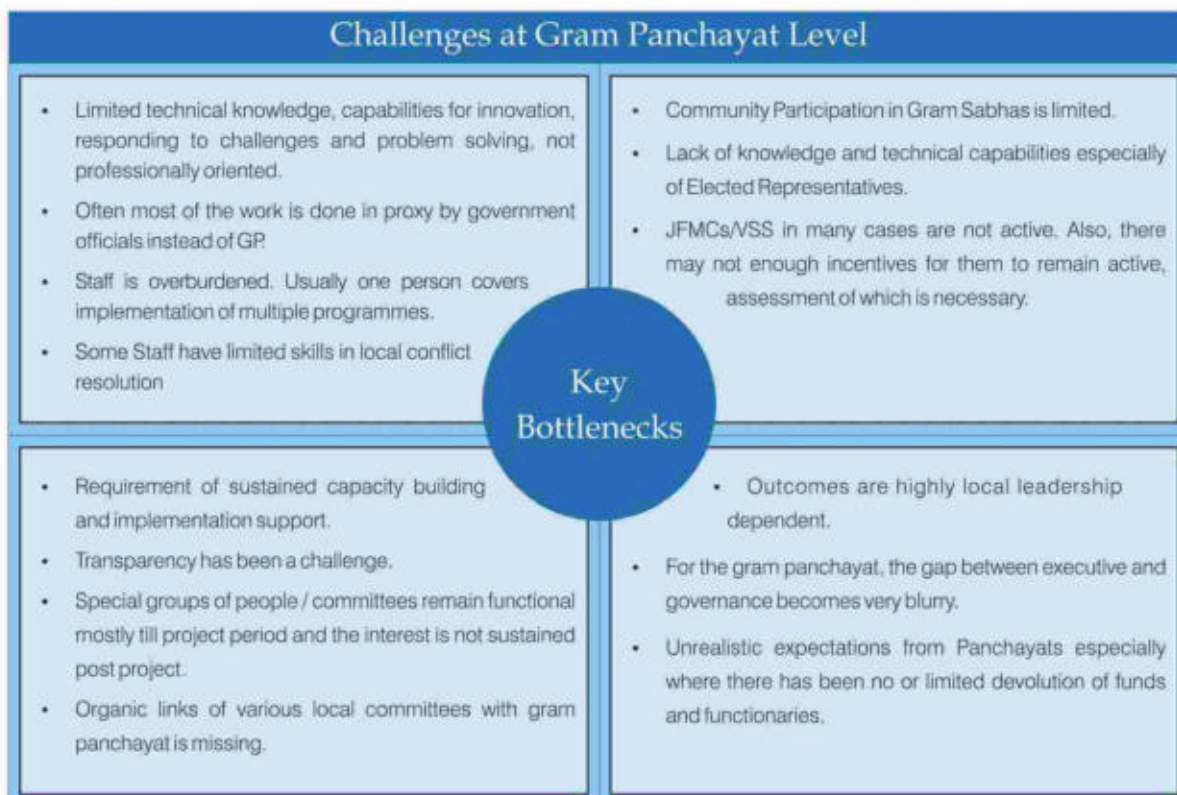 Challenges at Gram Panchayat Level
• Limited technical knowledge, capabilities for innovation,
responding to challenges and problem solving, not
professionally oriented.
• Often most of the work is done in proxy by government
officials instead of GP.
• Staff is overburdened. Usually one person covers
implementation of multiple programmes.
• Some Staff have limited skills in local conflict
resolution
• Community Participation in Gram Sabhas is limited.
• Lack of knowledge and technical capabilities especially
of Elected Representatives.
• JFMCs/VSS in many cases are not active. Also, there
may not enough incentives for them to remain active,
assessment of which is necessary.
Key
Bottlenecks
• Requirement of sustained capacity building
and implementation support.
• Transparency has been a challenge.
• Special groups of people / committees remain functional
mostly till project period and the interest is not sustained
post project.
• Organic links of various local committees with gram
panchayat is missing.
• Outcomes are highly local leadership
dependent.
• For the gram panchayat, the gap between executive and
governance becomes very blurry.
• Unrealistic expectations from Panchayats especially
where there has been no or limited devolution of funds
and functionaries.